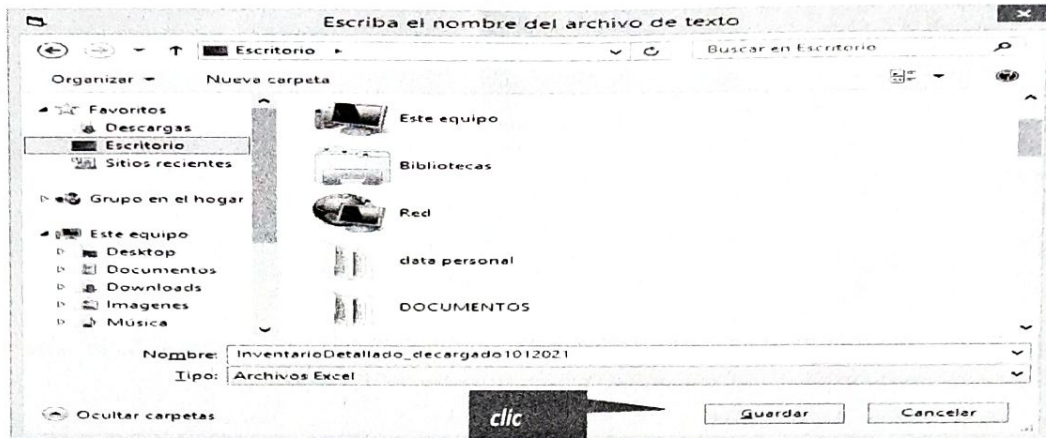 Escriba el nombre del archivo de texto
Escritorio
Buscar en Escritorio
Organizar
Nueva carpeta
Favoritos
Descargas
Escritorio
Sitios recientes
Grupo en el hogar
Este equipo
Desktop
Documentos
Downloads
Imagenes
Música
Este equipo
Bibliotecas
Red
data personal
DOCUMENTOS
Nombre: InventarioDetallado_decargado1012021
Tipo: Archivos Excel
Ocultar carpetas
clic
Guardar
Cancelar